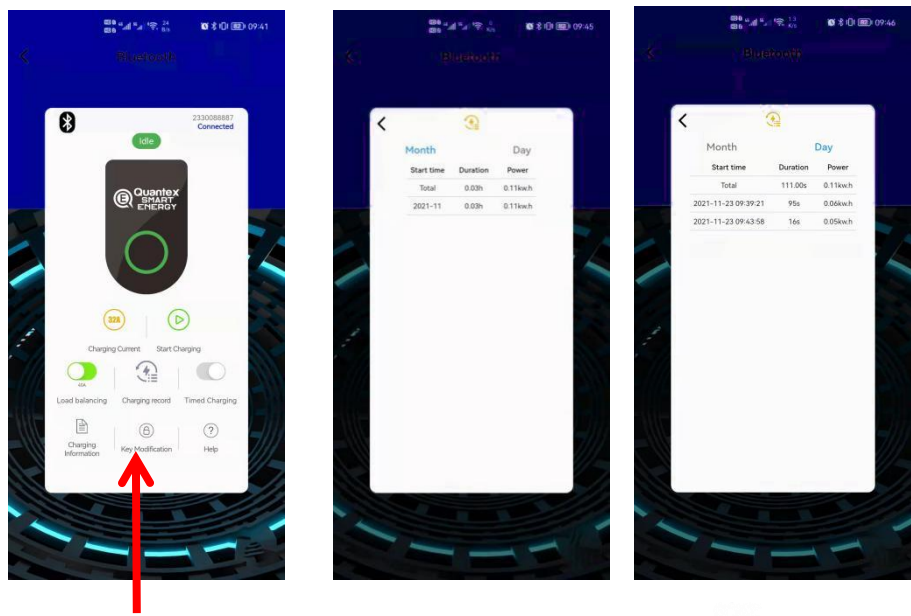 24
B/s
09:41
Bluetooth
2330088887
Connected
Idle
Quantex
SMART
ENERGY
32A
Charging Current
Start Charging
Load balancing
Charging record
Timed Charging
Charging
Information
Key Modification
?
Help
09:45
Bluetooth
Month
Day
Start time
Duration
Power
Total
0.03h
0.11kw.h
2021-11
0.03h
0.11kw.h
1.3
K/s
09:46
Bluetooth
Month
Day
Start time
Duration
Power
Total
111.00s
0.11kw.h
2021-11-23 09:39:21
95s
0.06kw.h
2021-11-23 09:43:58
16s
0.05kw.h